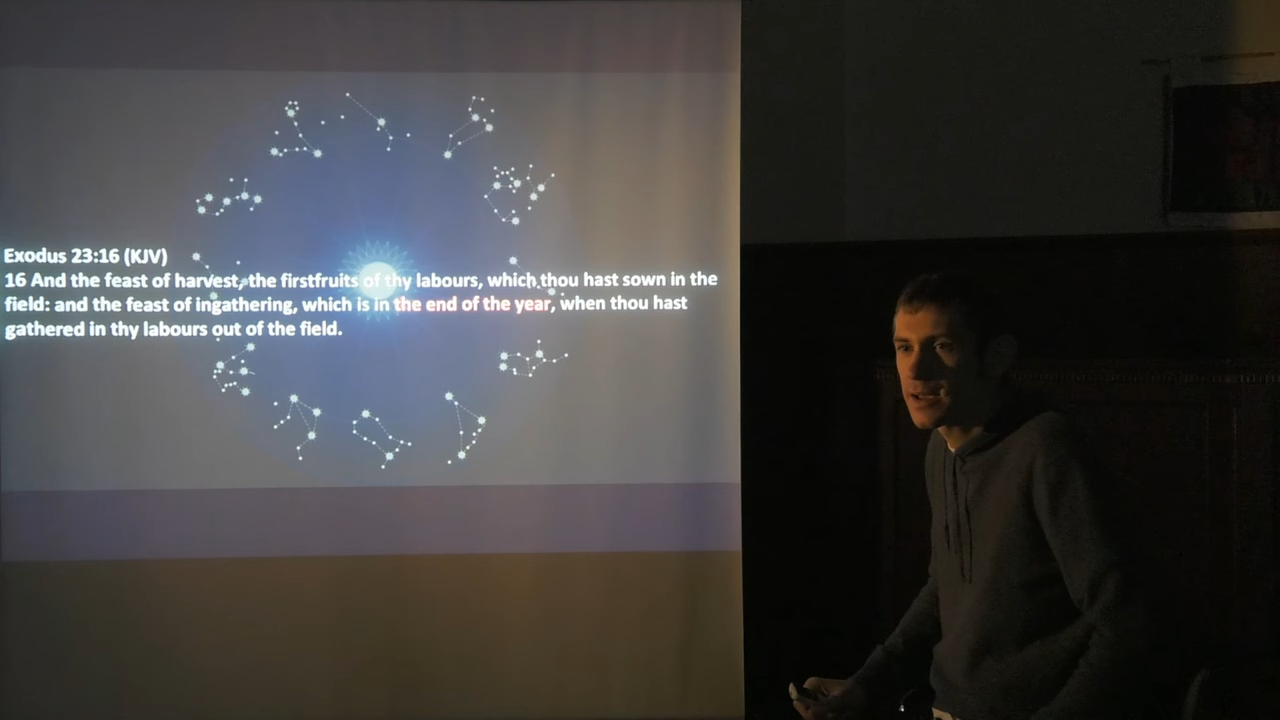 Exodus 23:16 (KJV)
16 And the feast of harvest, the firstfruits of thy labours, which thou hast sown in the
field: and the feast of ingathering, which is in the end of the year, when thou hast
gathered in thy labours out of the field.